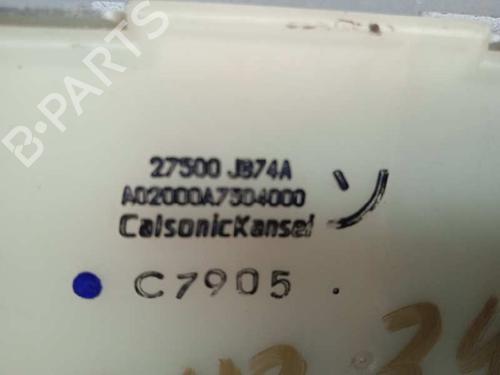 B-PARTS
27500 JB74A
A02000A7504000
CalsonicKansei
C7905 .